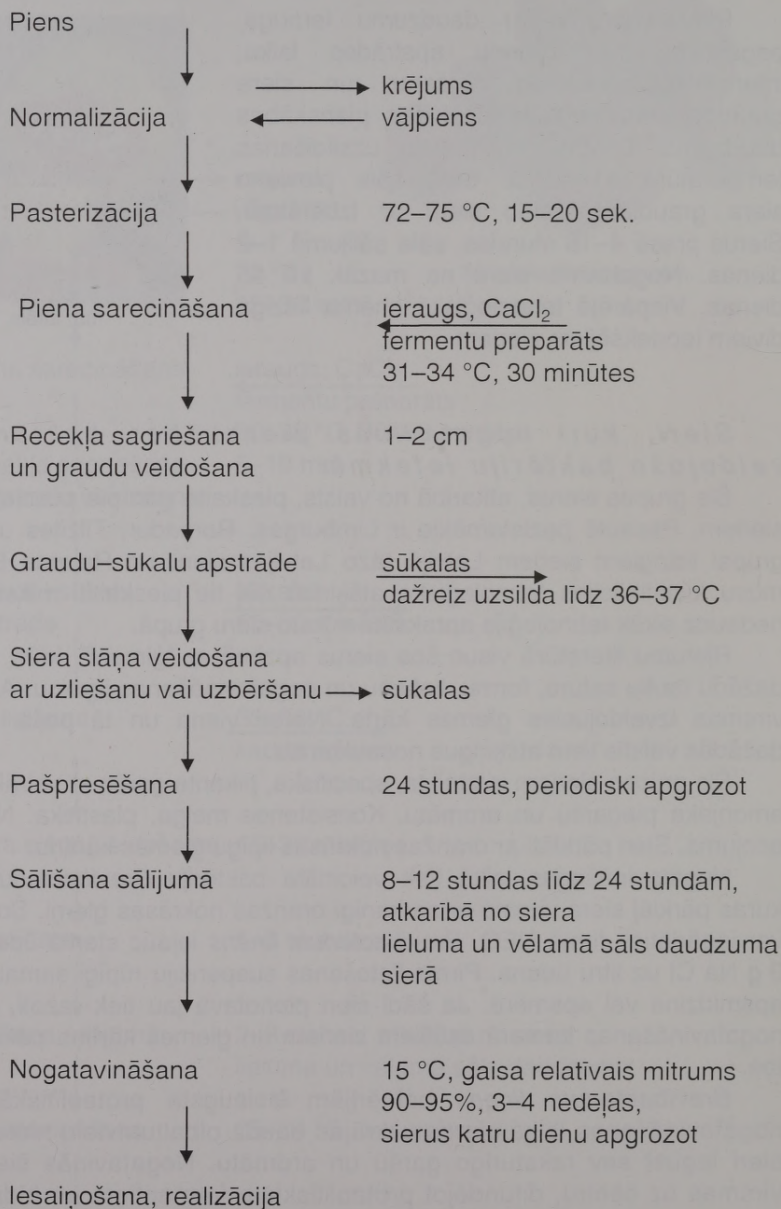 Piens
krējums
Normalizācija vājpiens
Pasterizācija 72–75 °C, 15–20 sek.
Piena sarecināšana ieraugs, CaCl₂
fermentu preparāts
31–34 °C, 30 minūtes
Recekļa sagriešana 1–2 cm
un graudu veidošana
Graudu–sūkalu apstrāde sūkalas
dažreiz uzsilda līdz 36–37 °C
Siera slāņa veidošana
ar uzliešanu vai uzbēršanu sūkalas
Pašpresēšana 24 stundas, periodiski apgrozot
Sālīšana sālījumā 8–12 stundas līdz 24 stundām,
atkarībā no siera
lieluma un vēlamā sāls daudzuma
sierā
Nogatavināšana 15 °C, gaisa relatīvais mitrums
90–95%, 3–4 nedēļas,
sierus katru dienu apgrozot
Iesaiņošana, realizācija